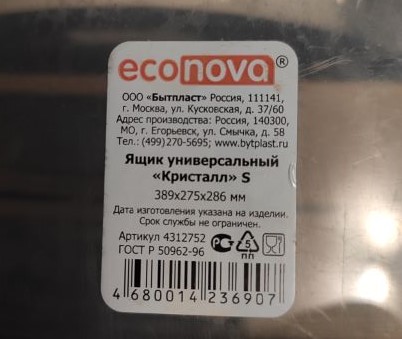 econova®
ООО «Бытпласт» Россия, 111141,
г. Москва, ул. Кусковская, д. 37/60
Адрес производства: Россия, 140300,
МО, г. Егорьевск, ул. Смычка, д. 58
Тел.: (499)270-5695; www.bytplast.ru
Ящик универсальный
«Кристалл» S
389х275х286 мм
Дата изготовления указана на изделии.
Срок службы не ограничен.
Артикул 4312752
ГОСТ Р 50962-96
РС
5
ПП
4 680014 236907